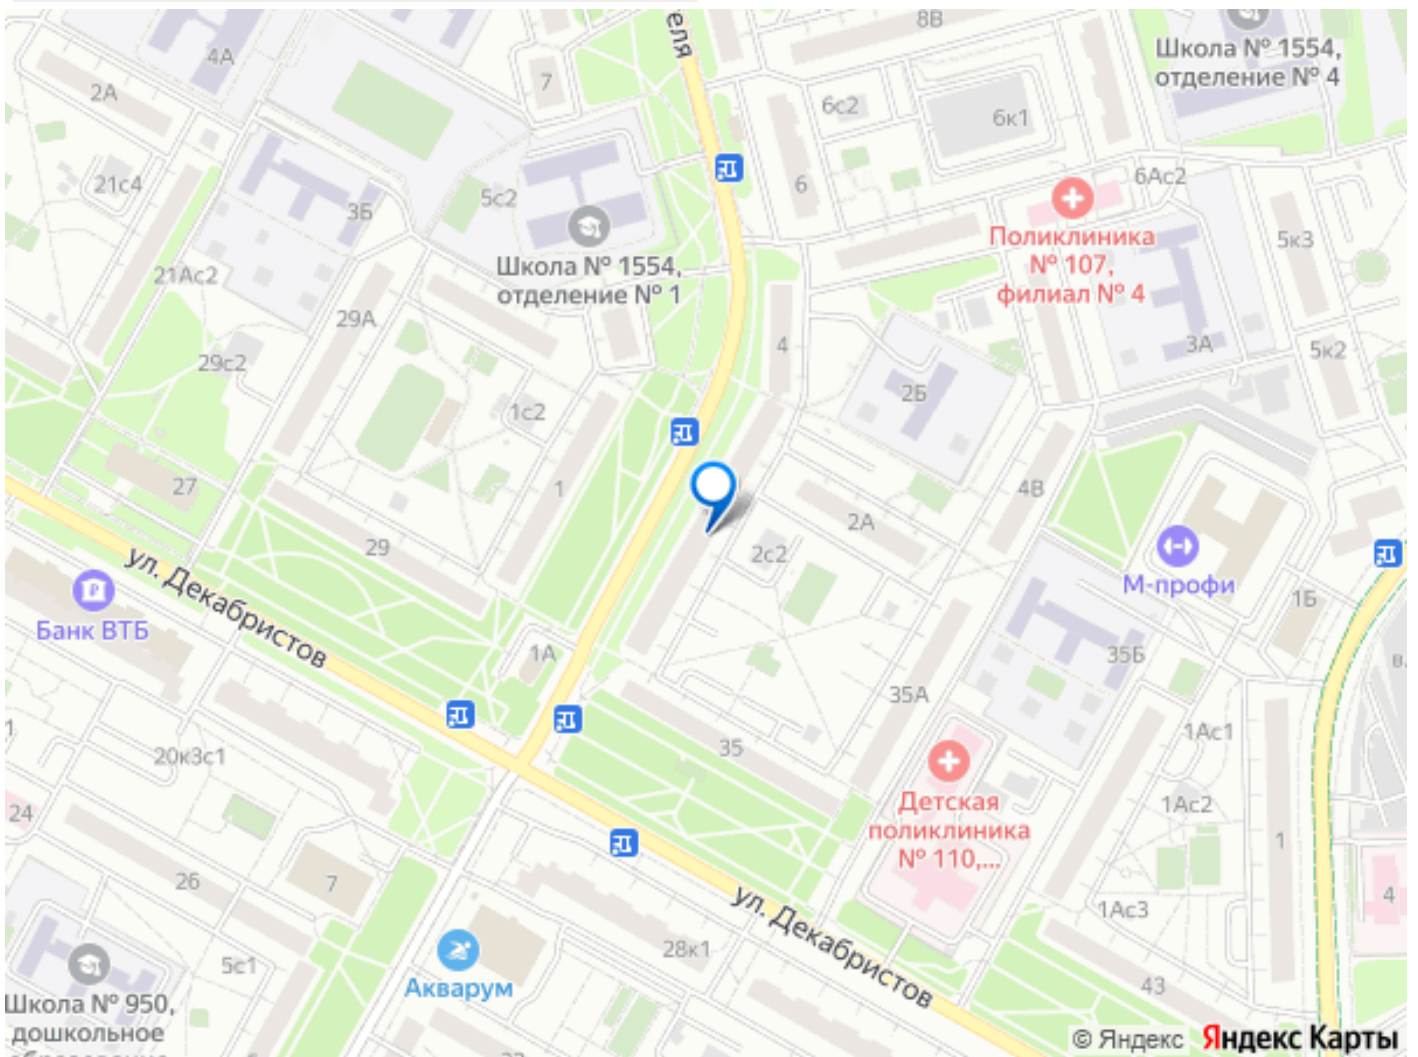 8В
4А
еля
Школа № 1554,
отделение № 4
7
2А
6с2
6к1
21с4
3Б
5с2
6
6Ас2
Поликлиника
№ 107,
филиал № 4
5к3
Школа № 1554,
отделение № 1
21Ас2
29А
4
3А
5к2
29с2
2Б
1с2
27
1
4В
2А
29
2с2
М-профи
ул. Декабристов
Банк ВТБ
1Б
1А
35Б
в.
35А
1
20к3с1
35
1Ас1
24
Детская
поликлиника
№ 110,...
1Ас2
1
26
7
4
ул. Декабристов
1Ас3
28к1
5с1
Акварум
43
Школа № 950,
дошкольное
© Яндекс Яндекс Карты